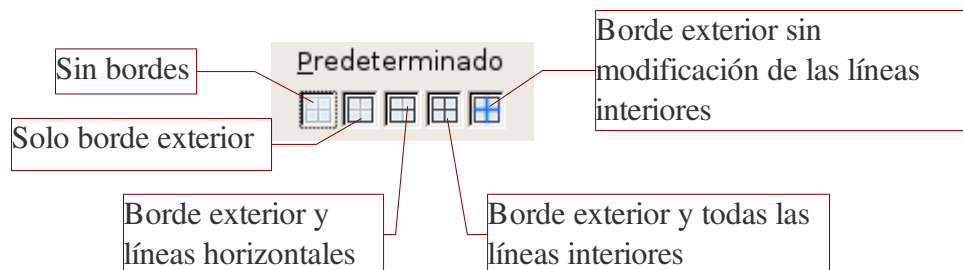 Borde exterior sin
modificación de las líneas
interiores
Predeterminado
Sin bordes
Solo borde exterior
Borde exterior y
líneas horizontales
Borde exterior y todas las
líneas interiores